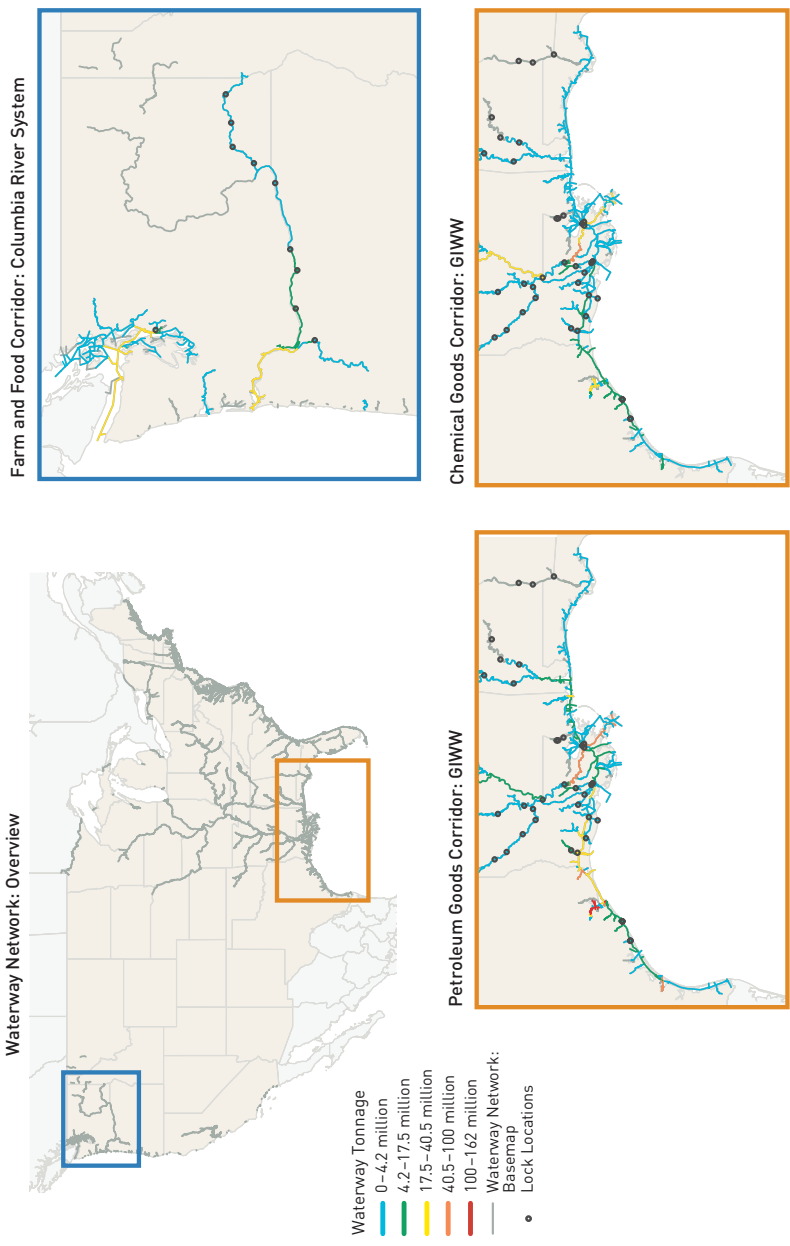 Waterway Network: Overview
Farm and Food Corridor: Columbia River System
Waterway Tonnage
0–4.2 million
4.2–17.5 million
17.5–40.5 million
40.5–100 million
100–162 million
Waterway Network:
Basemap
Lock Locations
Petroleum Goods Corridor: GIWW
Chemical Goods Corridor: GIWW